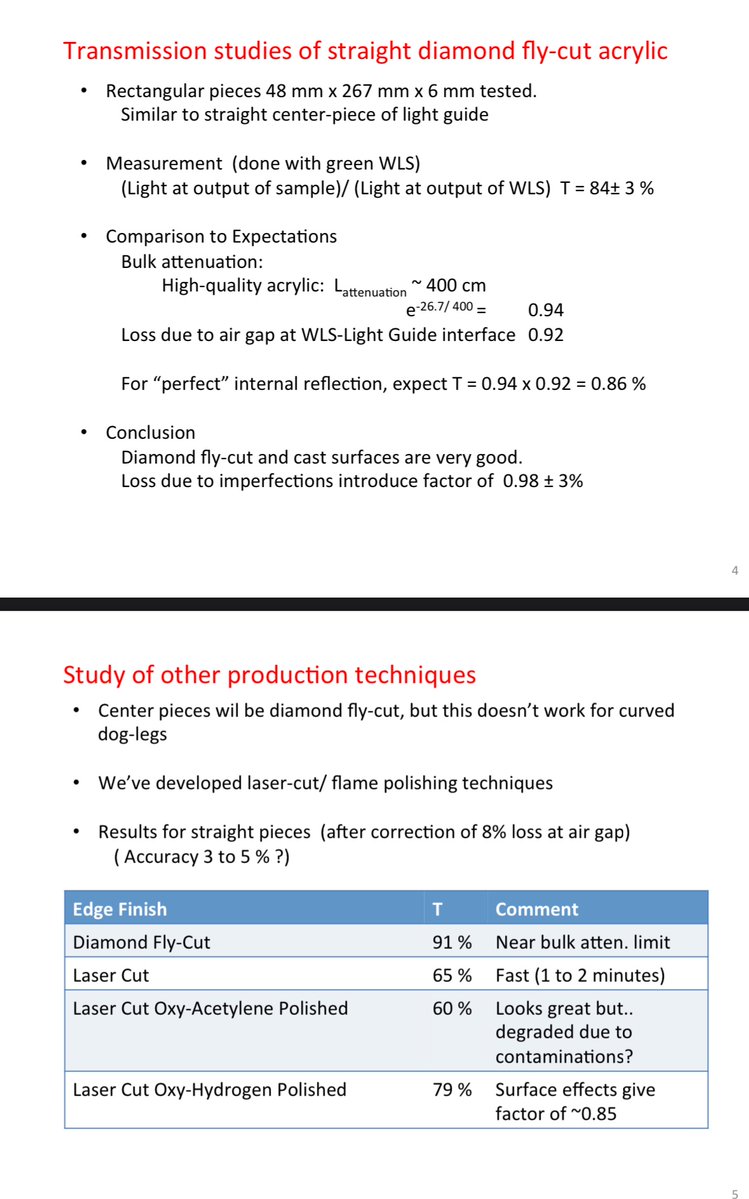 Transmission studies of straight diamond fly-cut acrylic
• Rectangular pieces 48 mm x 267 mm x 6 mm tested.
Similar to straight center-piece of light guide
• Measurement (done with green WLS)
(Light at output of sample)/ (Light at output of WLS) T = 84± 3 %
• Comparison to Expectations
Bulk attenuation:
High-quality acrylic: Lattenuation ~ 400 cm
e-26.7/ 400 = 0.94
Loss due to air gap at WLS-Light Guide interface 0.92
For “perfect” internal reflection, expect T = 0.94 x 0.92 = 0.86 %
• Conclusion
Diamond fly-cut and cast surfaces are very good.
Loss due to imperfections introduce factor of 0.98 ± 3%
4
Study of other production techniques
• Center pieces wil be diamond fly-cut, but this doesn’t work for curved
dog-legs
• We’ve developed laser-cut/ flame polishing techniques
• Results for straight pieces (after correction of 8% loss at air gap)
( Accuracy 3 to 5 % ?)
Edge Finish T Comment
Diamond Fly-Cut 91 % Near bulk atten. limit
Laser Cut 65 % Fast (1 to 2 minutes)
Laser Cut Oxy-Acetylene Polished 60 % Looks great but..
degraded due to
contaminations?
Laser Cut Oxy-Hydrogen Polished 79 % Surface effects give
factor of ~0.85
5